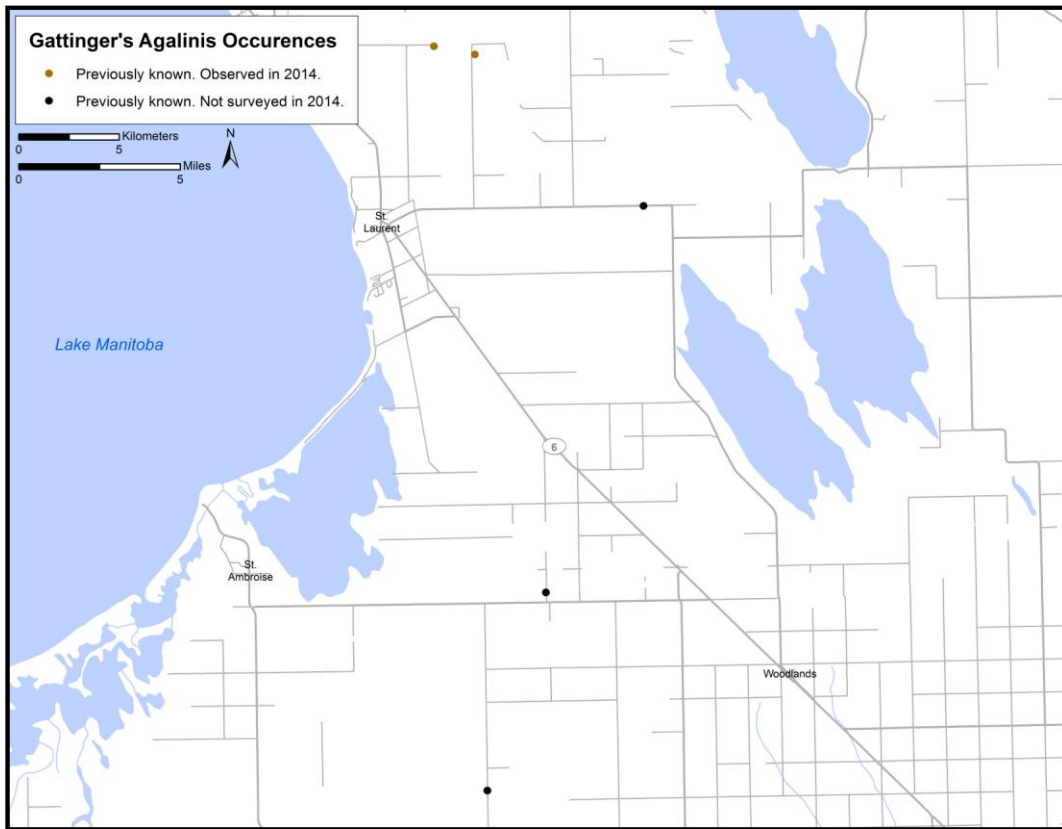 Gattinger's Agalinis Occurences
Previously known. Observed in 2014.
Previously known. Not surveyed in 2014.
Kilometers
0 5
N
Miles
0 5
St.
Laurent
Lake Manitoba
6
St.
Ambroise
Woodlands